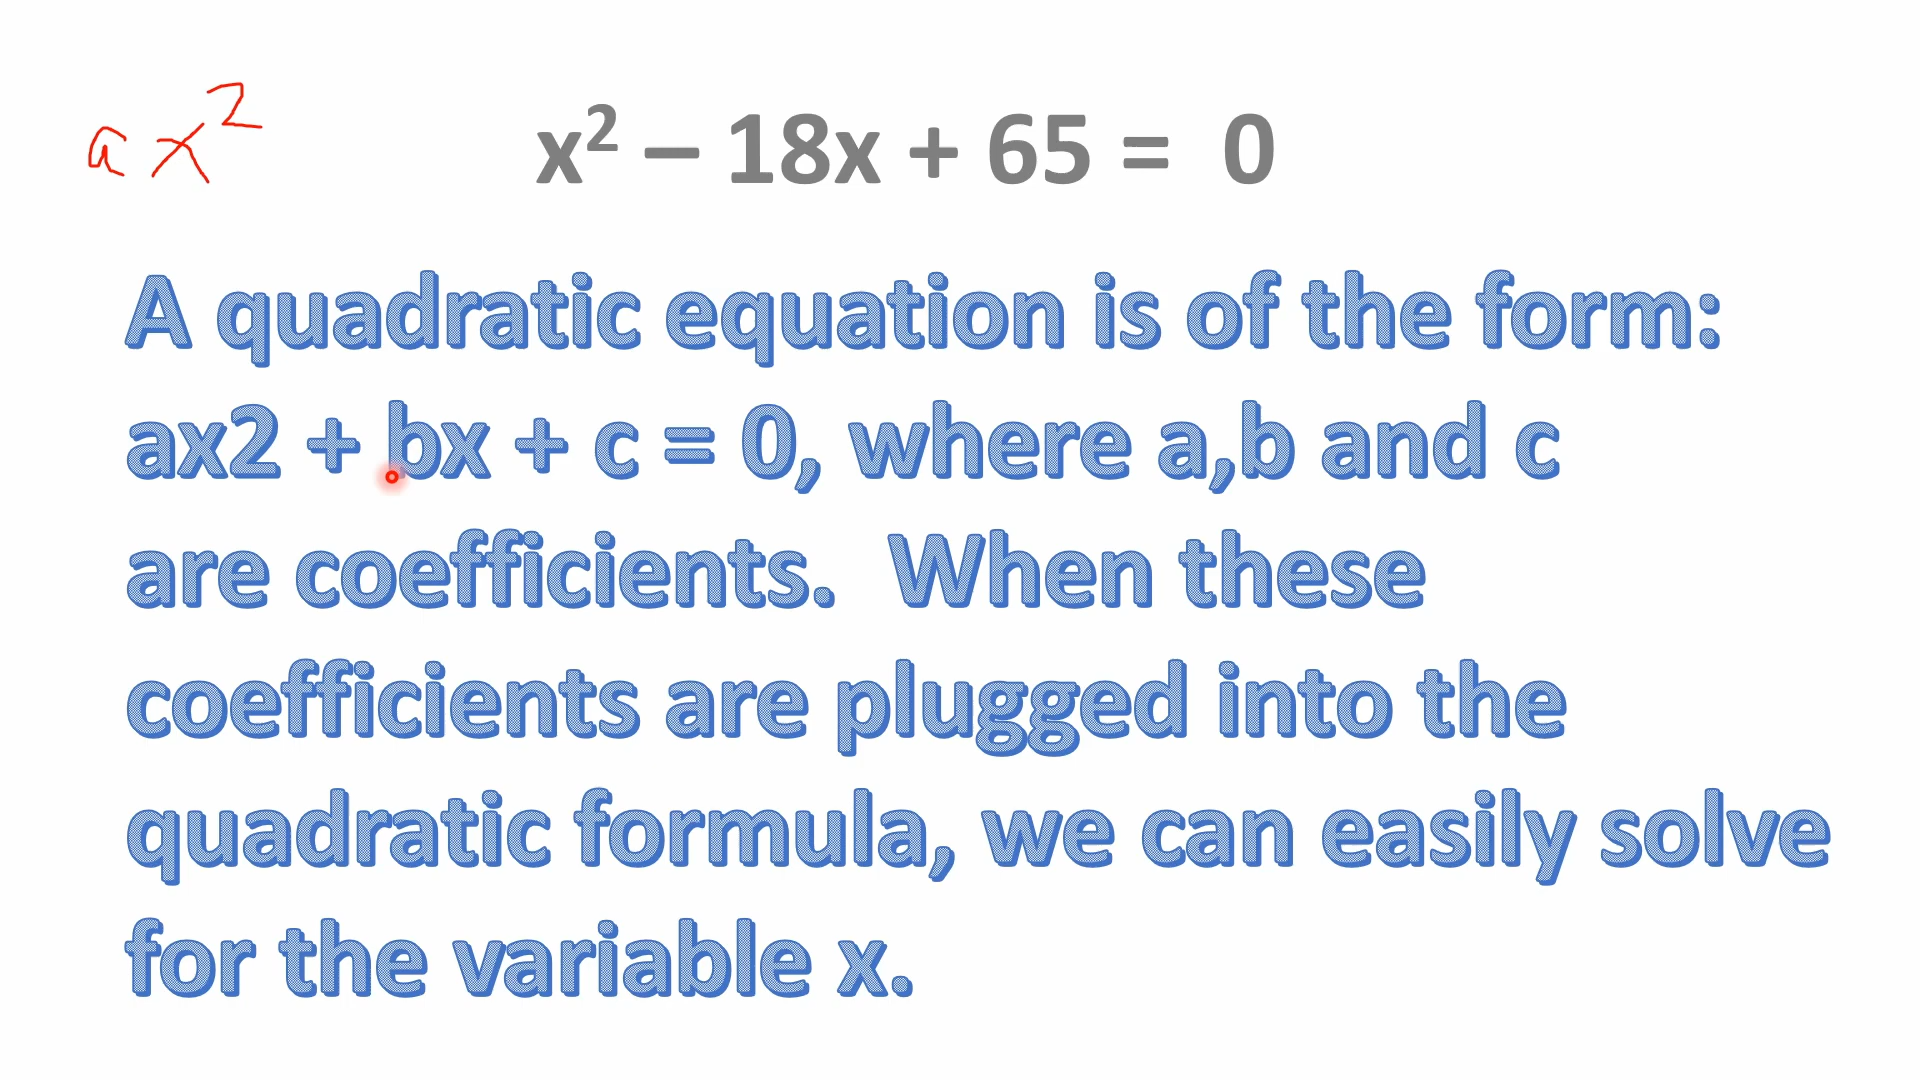 ax²
x² – 18x + 65 = 0
A quadratic equation is of the form:
ax2 + bx + c = 0, where a,b and c
are coefficients. When these
coefficients are plugged into the
quadratic formula, we can easily solve
for the variable x.